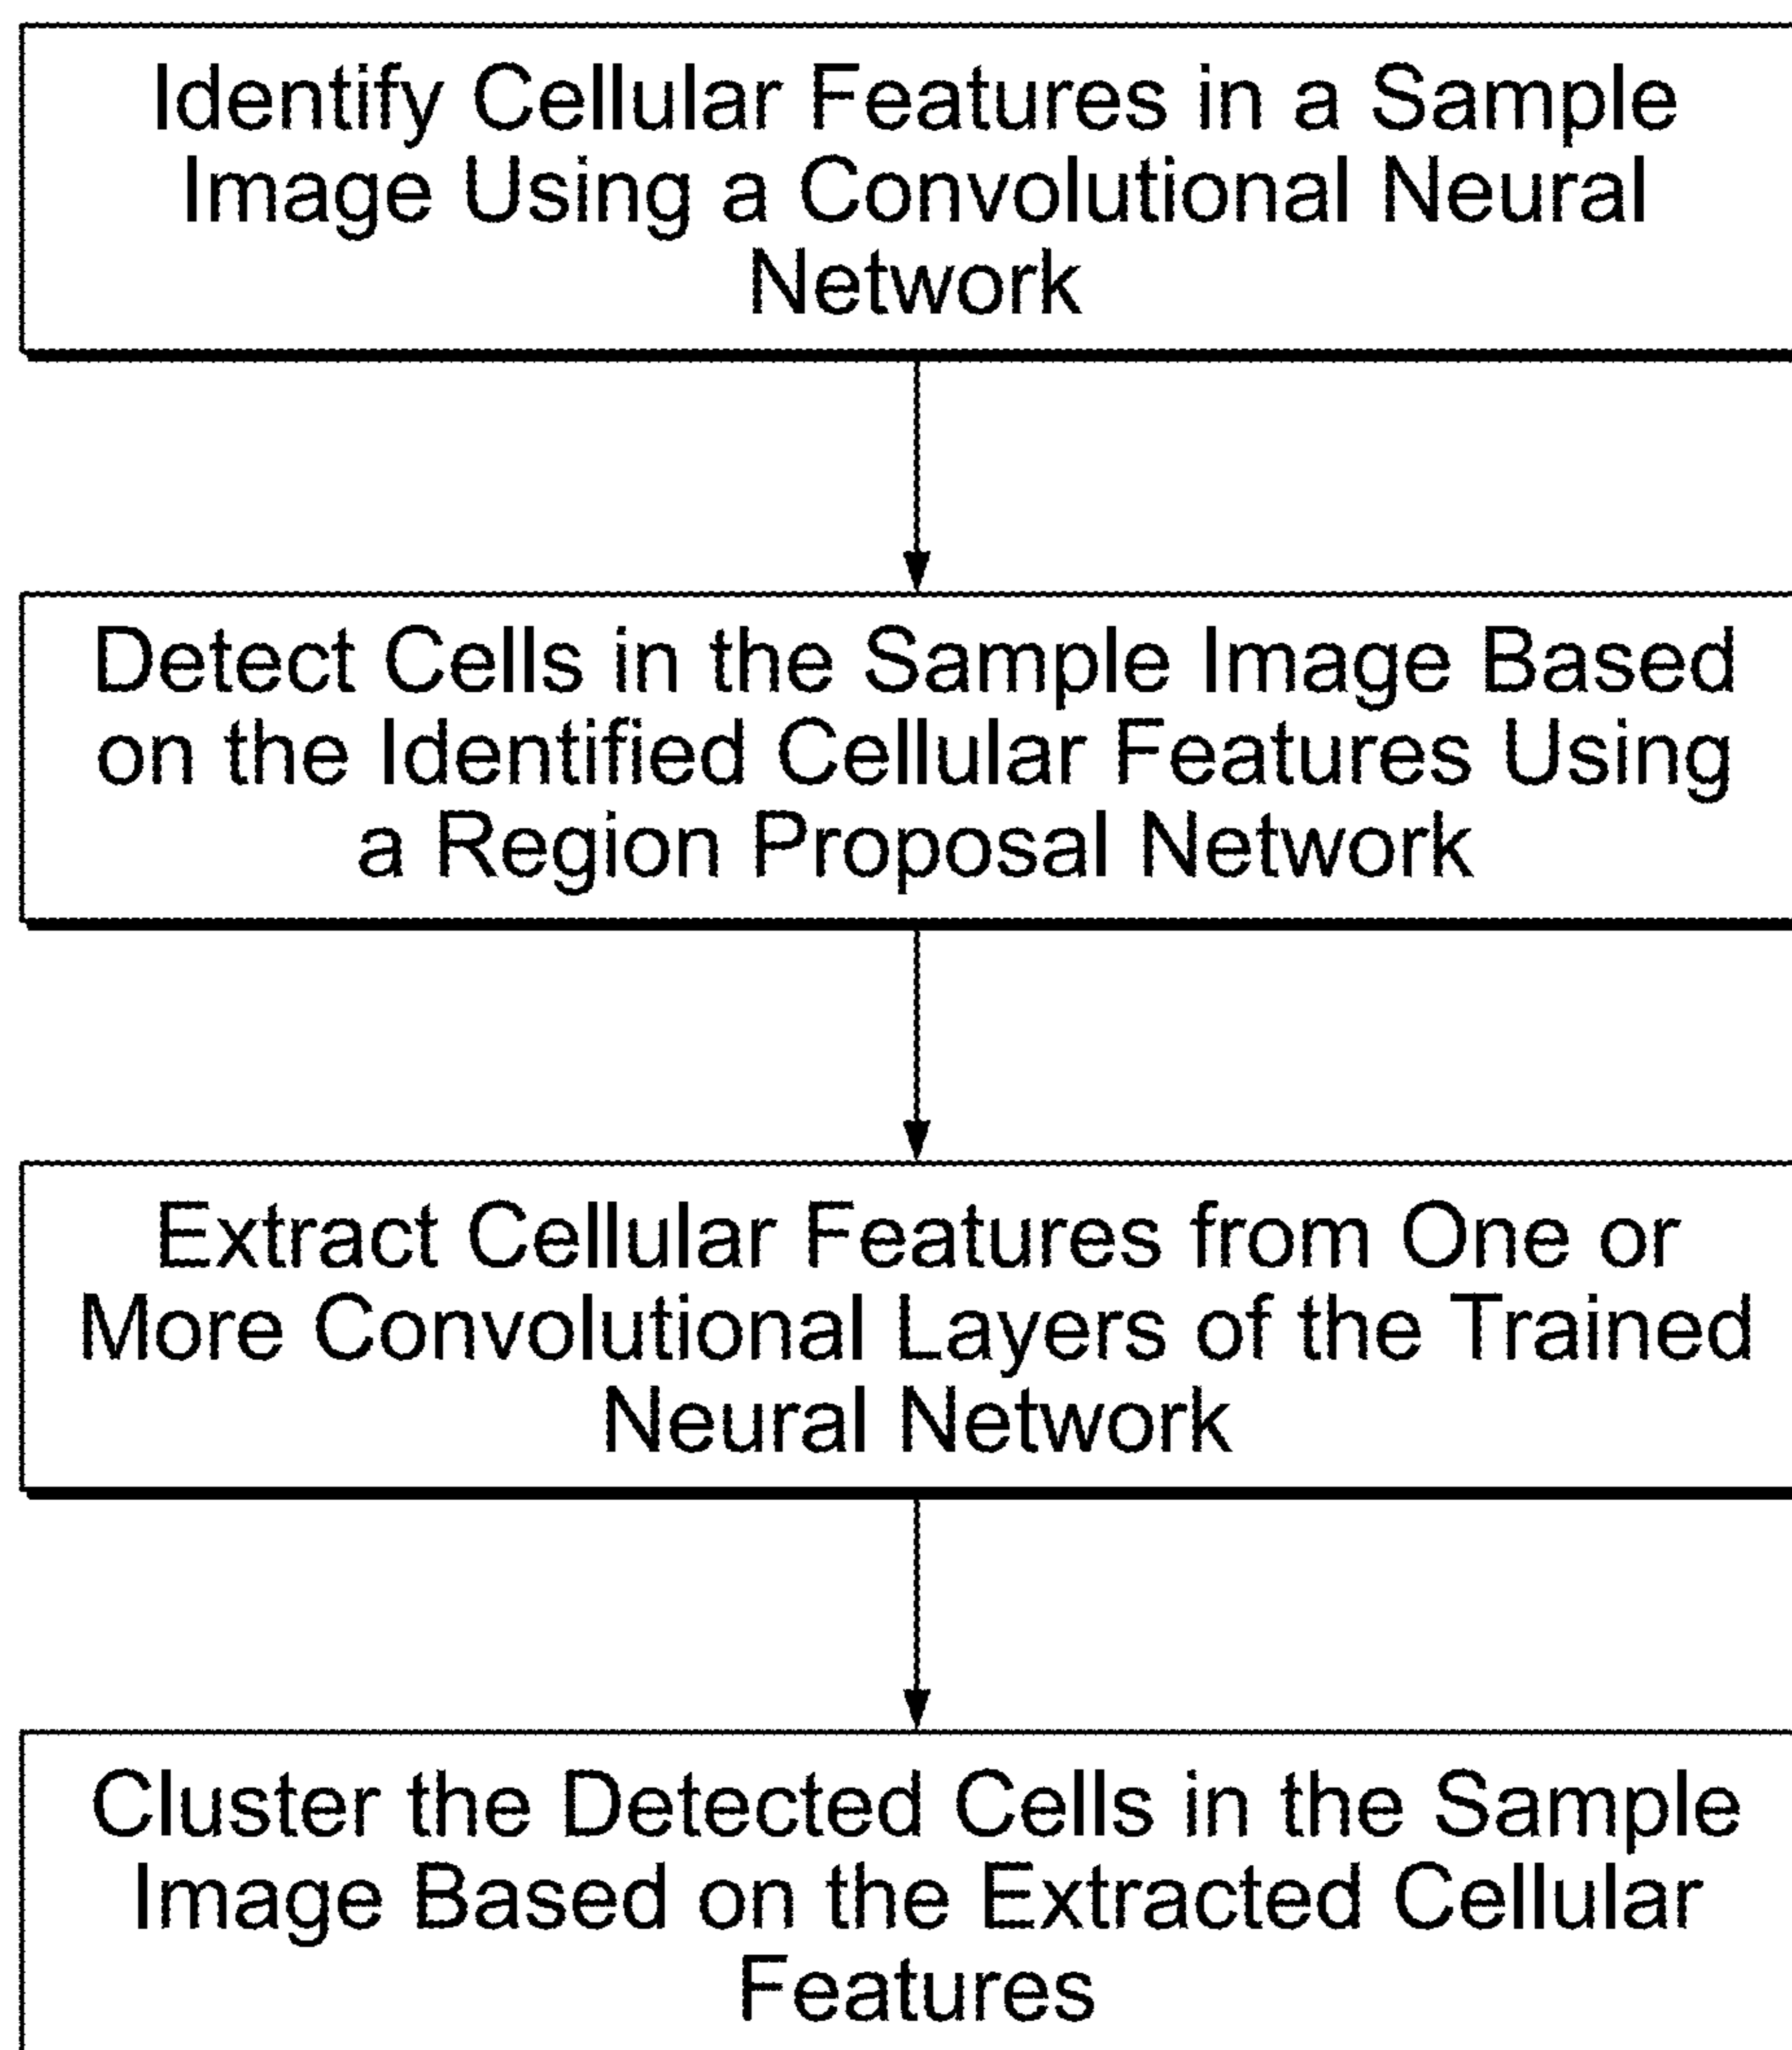 Identify Cellular Features in a Sample
Image Using a Convolutional Neural
Network
Detect Cells in the Sample Image Based
on the Identified Cellular Features Using
a Region Proposal Network
Extract Cellular Features from One or
More Convolutional Layers of the Trained
Neural Network
Cluster the Detected Cells in the Sample
Image Based on the Extracted Cellular
Features